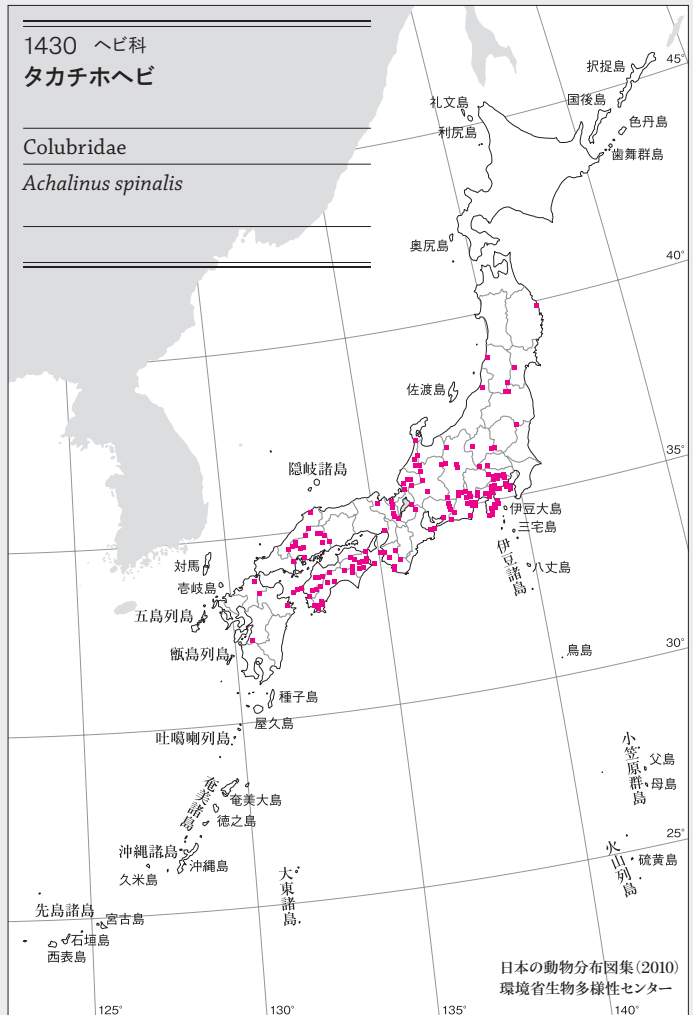 1430 ヘビ科
タカチホヘビ
Colubridae
Achalinus spinalis
45°
択捉島
国後島
礼文島
色丹島
利尻島
歯舞群島
奥尻島
40°
佐渡島
35°
隠岐諸島
伊豆大島
三宅島
伊豆諸島
八丈島
対馬
壱岐島
五島列島
甑島列島
鳥島
30°
種子島
屋久島
吐噶喇列島
小笠原群島
父島
母島
奄美諸島
奄美大島
徳之島
25°
沖縄諸島
沖縄島
久米島
火山列島
硫黄島
大東諸島
先島諸島
宮古島
石垣島
西表島
日本の動物分布図集(2010)
環境省生物多様性センター
125°
130°
135°
140°